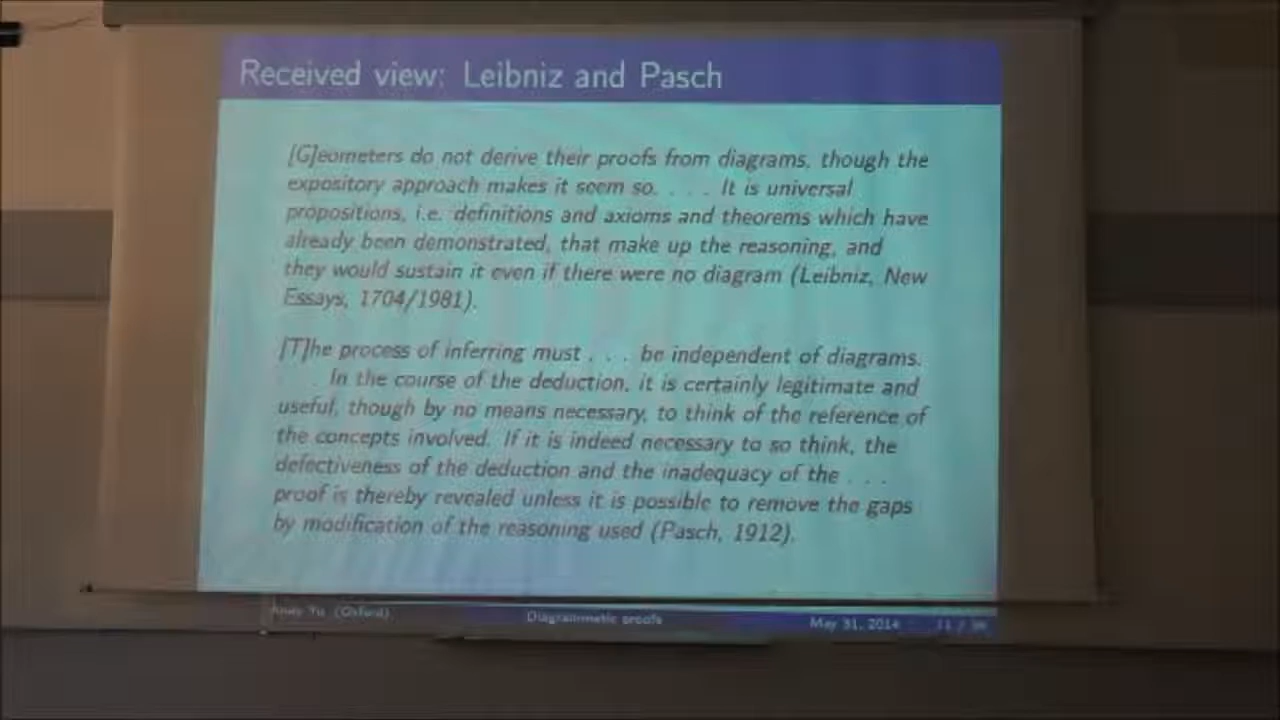 Received view: Leibniz and Pasch
[G]eometers do not derive their proofs from diagrams, though the
expository approach makes it seem so. . . . It is universal
propositions, i.e. definitions and axioms and theorems which have
already been demonstrated, that make up the reasoning, and
they would sustain it even if there were no diagram (Leibniz, New
Essays, 1704/1981).
[T]he process of inferring must . . . be independent of diagrams.
In the course of the deduction, it is certainly legitimate and
useful, though by no means necessary, to think of the reference of
the concepts involved. If it is indeed necessary to so think, the
defectiveness of the deduction and the inadequacy of the . . .
proof is thereby revealed unless it is possible to remove the gaps
by modification of the reasoning used (Pasch, 1912).
Andy Yu (Oxford)
Diagrammatic proofs
May 31, 2014
11 /